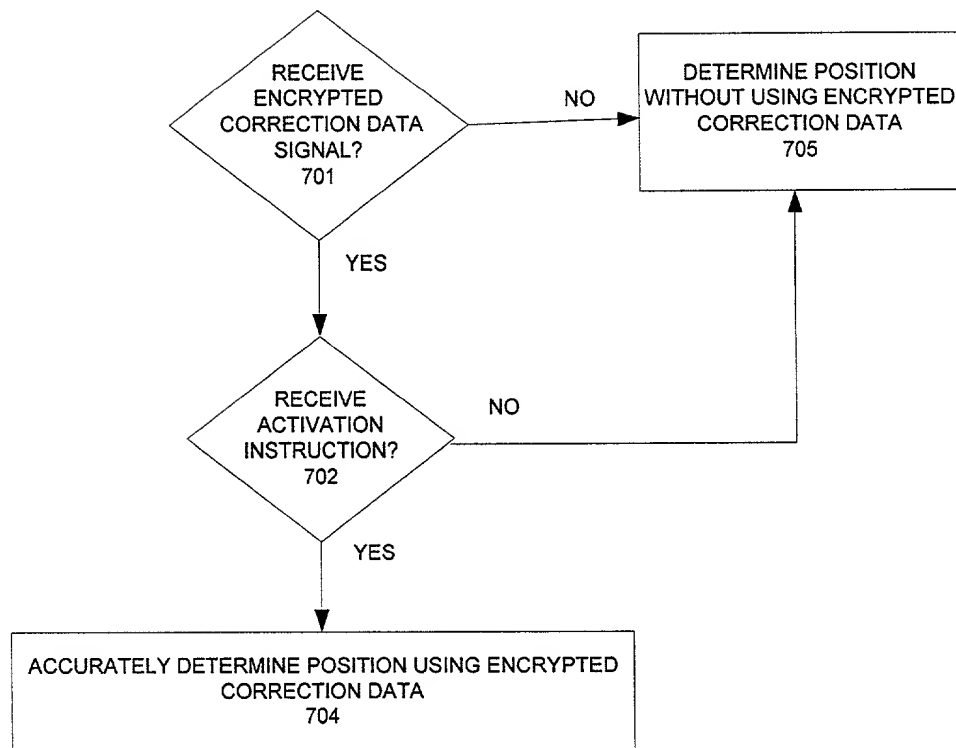 RECEIVE
ENCRYPTED
CORRECTION DATA
SIGNAL?
701
NO
DETERMINE POSITION
WITHOUT USING ENCRYPTED
CORRECTION DATA
705
YES
RECEIVE
ACTIVATION
INSTRUCTION?
702
NO
YES
ACCURATELY DETERMINE POSITION USING ENCRYPTED
CORRECTION DATA
704